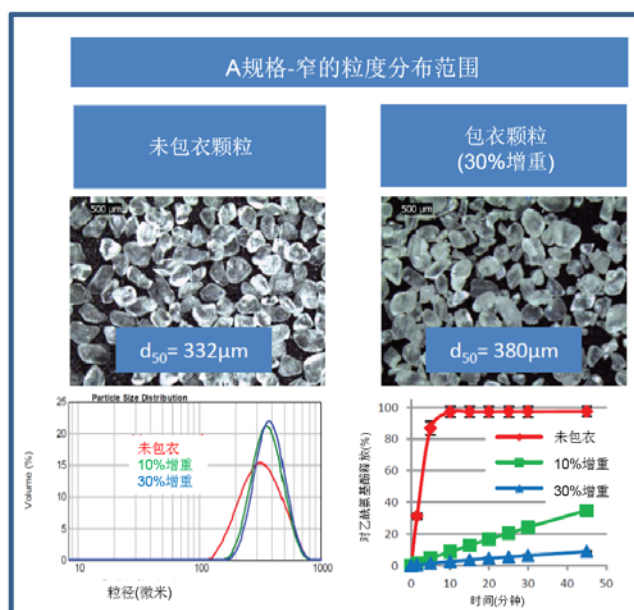 A规格-窄的粒度分布范围
未包衣颗粒
包衣颗粒
(30%增重)
500 μm
500 μm
d50= 332μm
d50= 380μm
Particle Size Distribution
Volume (%)
25
20
15
10
5
0
未包衣
10%增重
30%增重
10
100
1000
粒径(微米)
对乙酰氨基酚释放(%)
100
80
60
40
20
0
未包衣
10%增重
30%增重
0
10
20
30
40
50
时间(分钟)